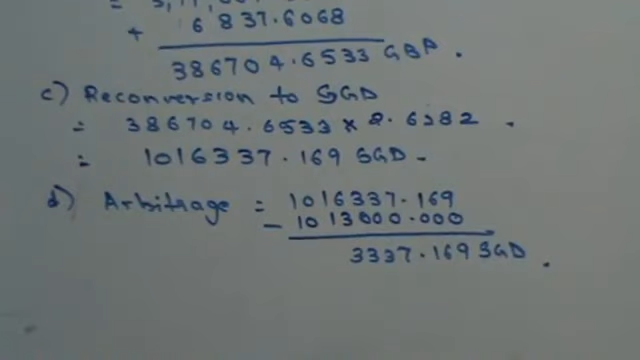 + 6837.6068
386704.6533 GBP.
c) Reconversion to SGD
= 386704.6533 x 2.6282.
= 1016337.169 SGD.
d) Arbitrage = 1016337.169
- 1013000.000
3337.169 SGD.